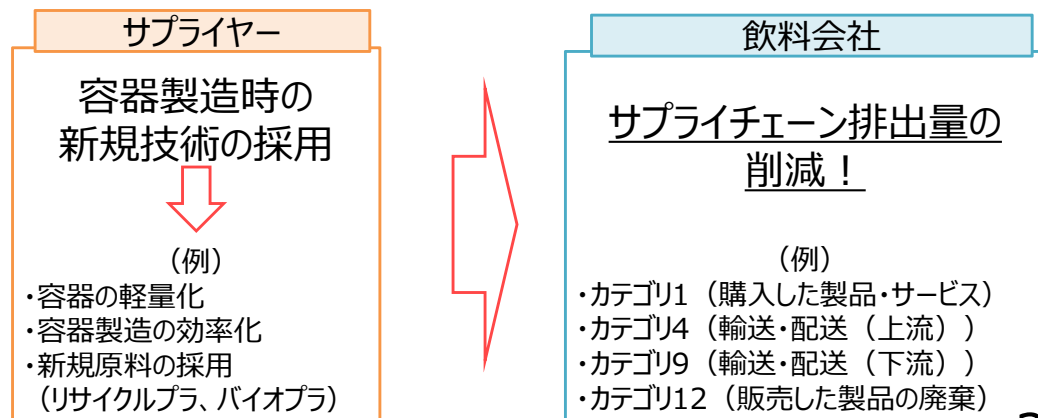 サプライヤー
容器製造時の
新規技術の採用
（例）
・容器の軽量化
・容器製造の効率化
・新規原料の採用
（リサイクルプラ、バイオプラ）
飲料会社
サプライチェーン排出量の
削減！
（例）
・カテゴリ1（購入した製品・サービス）
・カテゴリ4（輸送・配送（上流））
・カテゴリ9（輸送・配送（下流））
・カテゴリ12（販売した製品の廃棄）